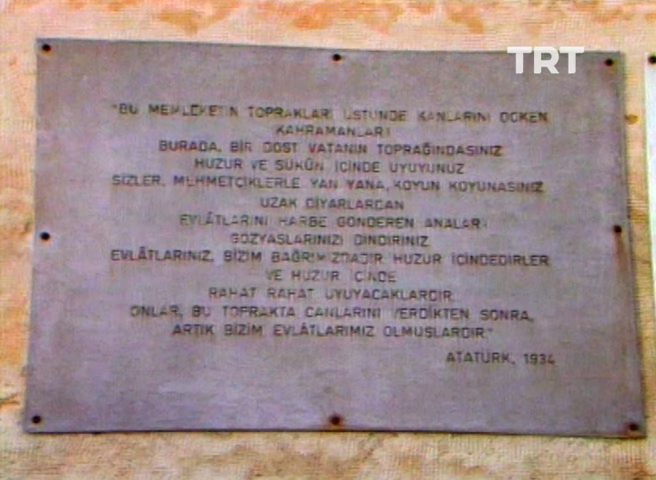 TRT
"BU MEMLEKETİN TOPRAKLARI ÜSTÜNDE KANLARINI DÖKEN
KAHRAMANLAR!
BURADA, BİR DOST VATANIN TOPRAĞINDASINIZ
HUZUR VE SÜKÛN İÇİNDE UYUYUNUZ
SİZLER, MEHMETÇİKLERLE YAN YANA, KOYUN KOYUNASINIZ
UZAK DİYARLARDAN
EVLÂTLARINI HARBE GÖNDEREN ANALAR!
GÖZYAŞLARINIZI DİNDİRİNİZ
EVLÂTLARINIZ, BİZİM BAĞRIMIZDADIR HUZUR İÇİNDEDİRLER
VE HUZUR İÇİNDE
RAHAT RAHAT UYUYACAKLARDIR
ONLAR, BU TOPRAKTA CANLARINI VERDİKTEN SONRA,
ARTIK BİZİM EVLÂTLARIMIZ OLMUŞLARDIR"
ATATÜRK, 1934